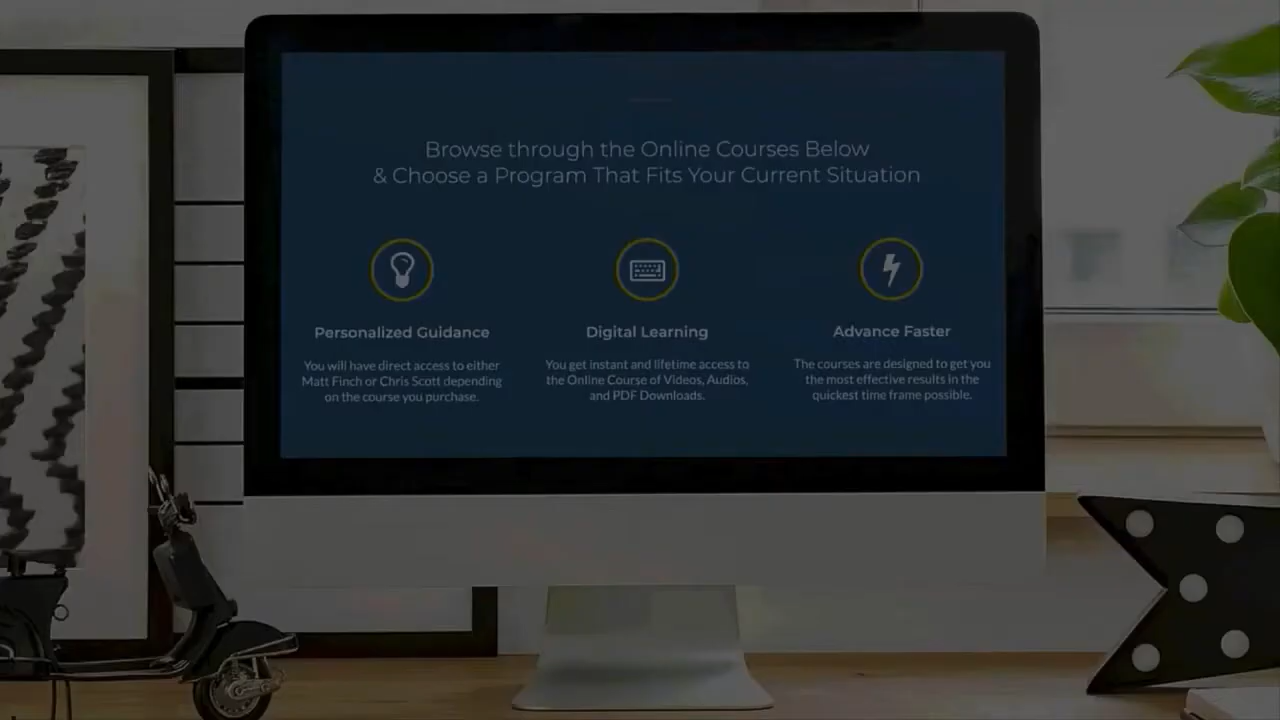 Browse through the Online Courses Below
& Choose a Program That Fits Your Current Situation
Personalized Guidance
You will have direct access to either
Matt Finch or Chris Scott depending
on the course you purchase.
Digital Learning
You get instant and lifetime access to
the Online Course of Videos, Audios,
and PDF Downloads.
Advance Faster
The courses are designed to get you
the most effective results in the
quickest time frame possible.